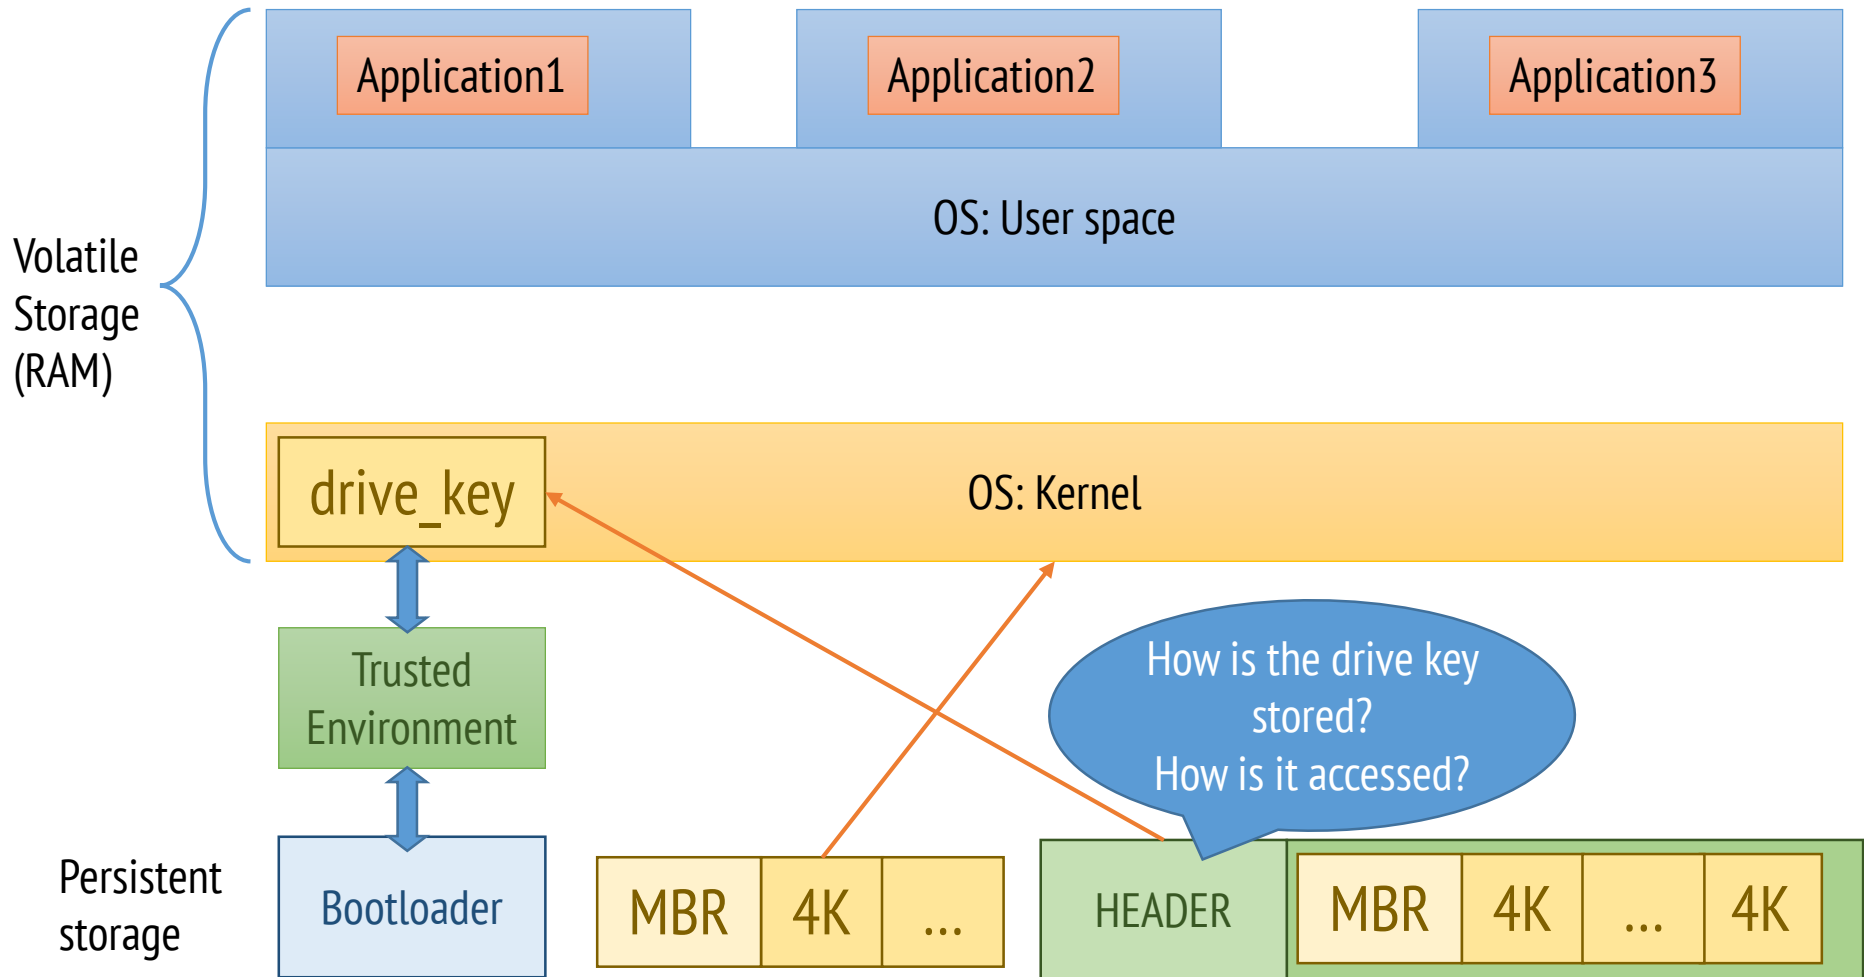 Application1
Application2
Application3
OS: User space
Volatile
Storage
(RAM)
drive_key
OS: Kernel
Trusted
Environment
How is the drive key
stored?
How is it accessed?
Persistent
storage
Bootloader
MBR
4K
...
HEADER
MBR
4K
...
4K